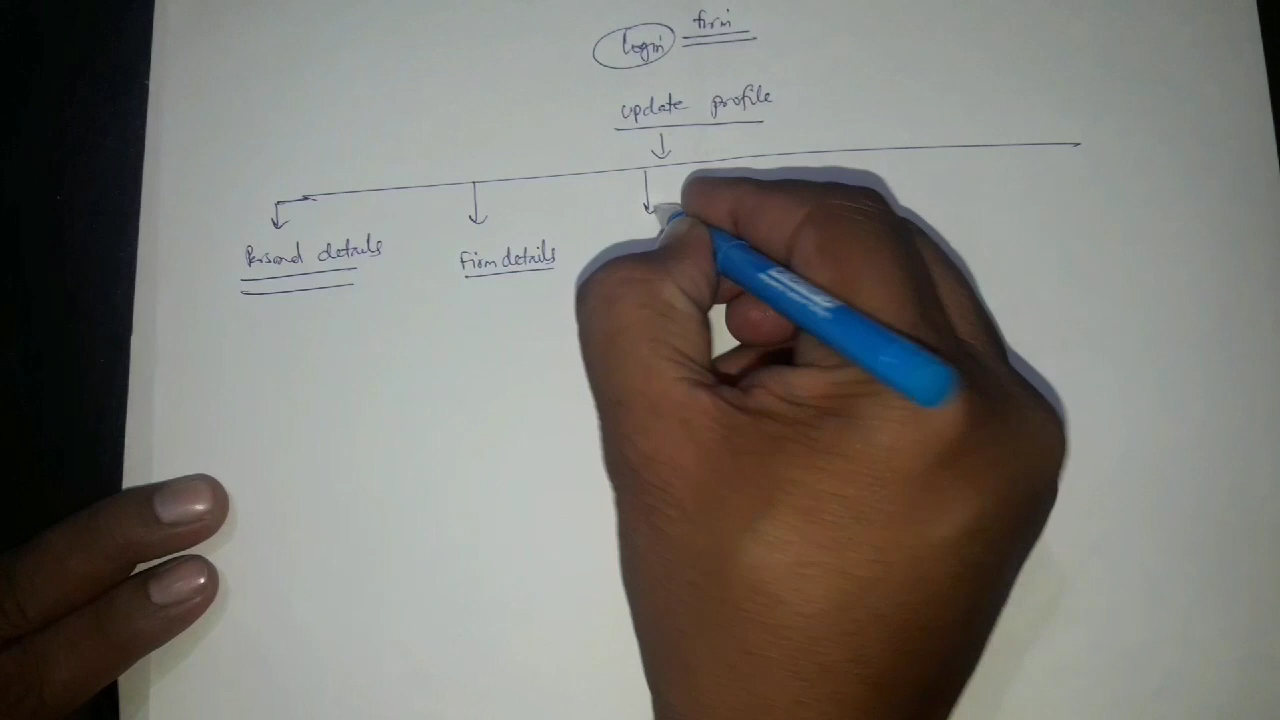 login firm
update profile
Personal details
Firm details